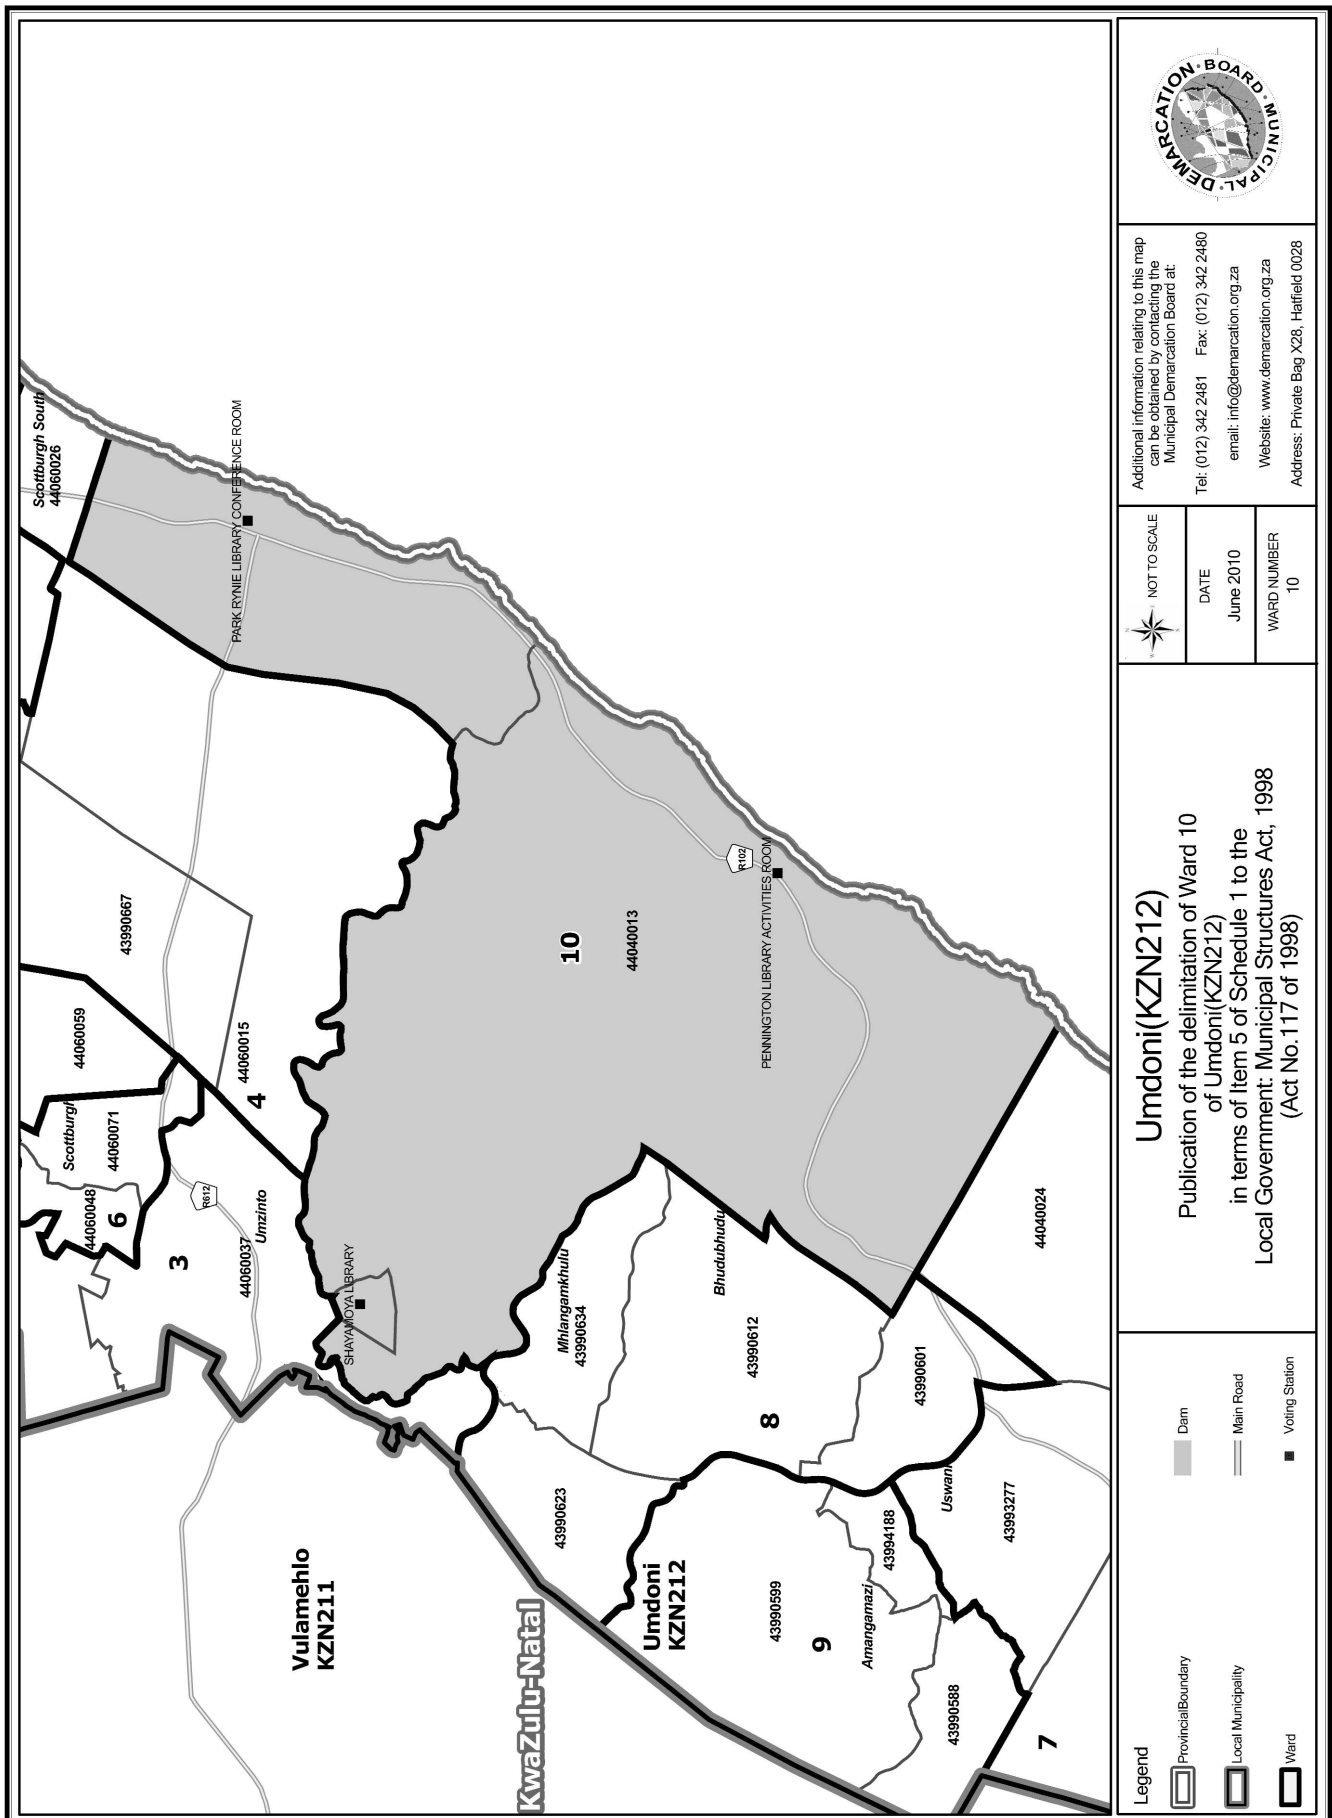 Scottburgh South
44060026
PARK RYNIE LIBRARY CONFERENCE ROOM
43990667
44060059
44060015
4
Scottburgh
44060071
44060048
6
3
R612
44060037
Umzinto
SHAYAMOYA LIBRARY
10
44040013
R102
PENNINGTON LIBRARY ACTIVITIES ROOM
Mhlangamkhulu
43990634
Bhudubhudu
43990612
8
43990601
44040024
Vulamehlo
KZN211
KwaZulu-Natal
43990623
Umdoni
KZN212
43990599
9
Amangamazi
43994188
Uswani
43993277
43990588
7
Legend
ProvincialBoundary
Local Municipality
Ward
Dam
Main Road
Voting Station
Umdoni(KZN212)
Publication of the delimitation of Ward 10
of Umdoni(KZN212)
in terms of Item 5 of Schedule 1 to the
Local Government: Municipal Structures Act, 1998
(Act No.117 of 1998)
NOT TO SCALE
DATE
June 2010
WARD NUMBER
10
Additional information relating to this map
can be obtained by contacting the
Municipal Demarcation Board at:
Tel: (012) 342 2481 Fax: (012) 342 2480
email: info@demarcation.org.za
Website: www.demarcation.org.za
Address: Private Bag X28, Hatfield 0028
MUNICIPAL · DEMARCATION · BOARD ·